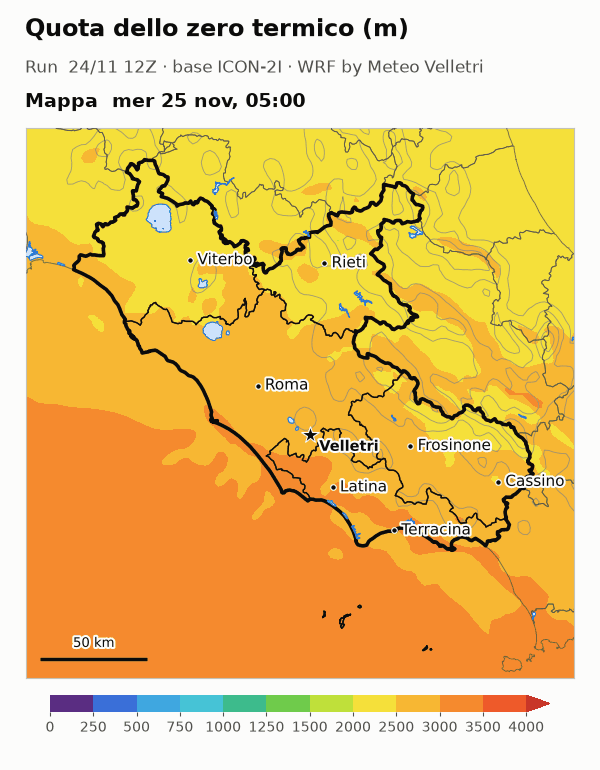 Quota dello zero termico (m)
Run  24/11 12Z · base ICON-2I · WRF by Meteo Velletri
Mappa  mer 25 nov, 05:00
Viterbo
Rieti
Roma
Velletri
Frosinone
Latina
Cassino
Terracina
50 km
0 250 500 750 1000 1250 1500 2000 2500 3000 3500 4000